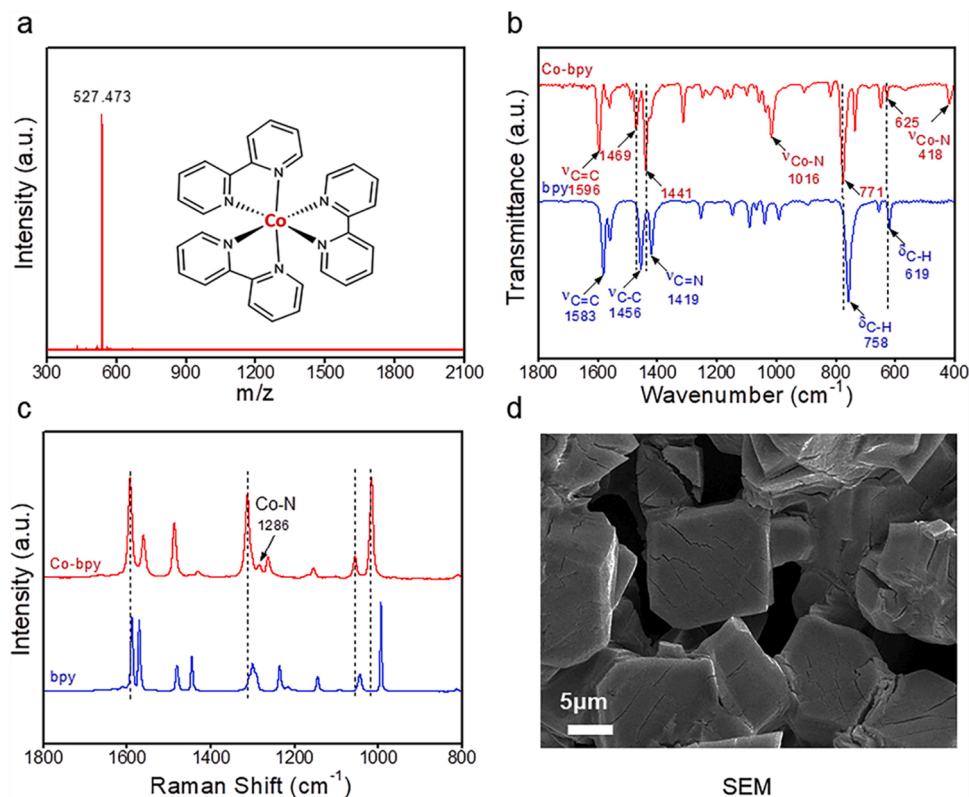 a
527.473
Co
N
N
N
N
N
N
Intensity (a.u.)
300 600 900 1200 1500 1800 2100
m/z
b
Co-bpy
1469
νC=C
1596
1441
νCo-N
1016
771
625
νCo-N
418
bpy
νC=C
1583
νC-C
1456
νC=N
1419
δC-H
758
δC-H
619
Transmittance (a.u.)
1800 1600 1400 1200 1000 800 600 400
Wavenumber (cm⁻¹)
c
Co-N
1286
Co-bpy
bpy
Intensity (a.u.)
1800 1600 1400 1200 1000 800
Raman Shift (cm⁻¹)
d
5μm
SEM